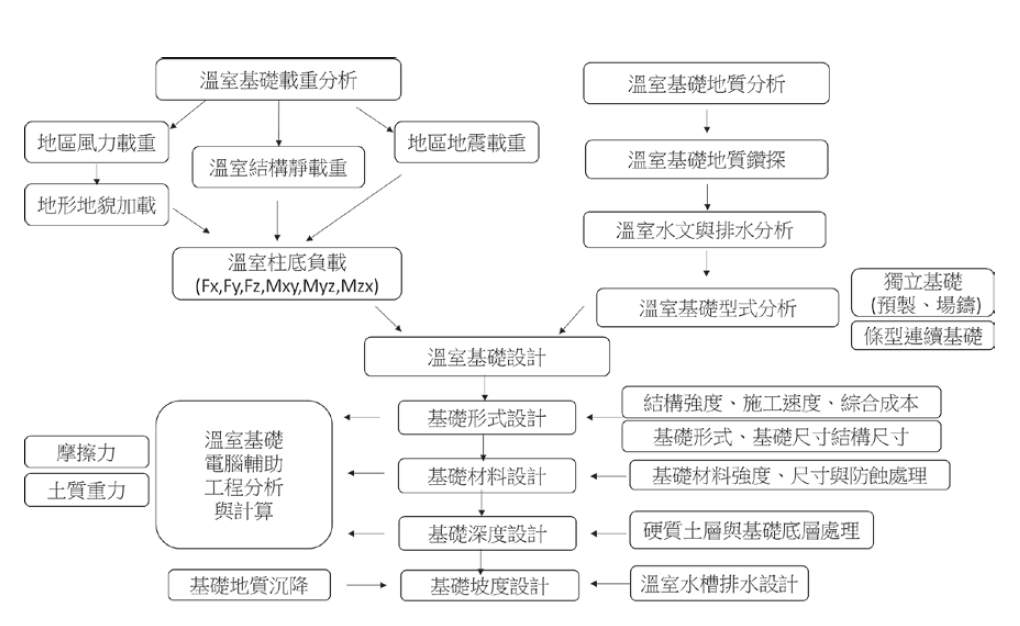 溫室基礎載重分析
溫室基礎地質分析
地區風力載重
溫室結構靜載重
地區地震載重
溫室基礎地質鑽探
地形地貌加載
溫室水文與排水分析
溫室柱底負載
(Fx,Fy,Fz,Mxy,Myz,Mzx)
溫室基礎型式分析
獨立基礎
(預製、場鑄)
條型連續基礎
溫室基礎設計
基礎形式設計
結構強度、施工速度、綜合成本
基礎形式、基礎尺寸結構尺寸
溫室基礎
電腦輔助
工程分析
與計算
摩擦力
土質重力
基礎材料設計
基礎材料強度、尺寸與防蝕處理
基礎深度設計
硬質土層與基礎底層處理
基礎地質沉降
基礎坡度設計
溫室水槽排水設計